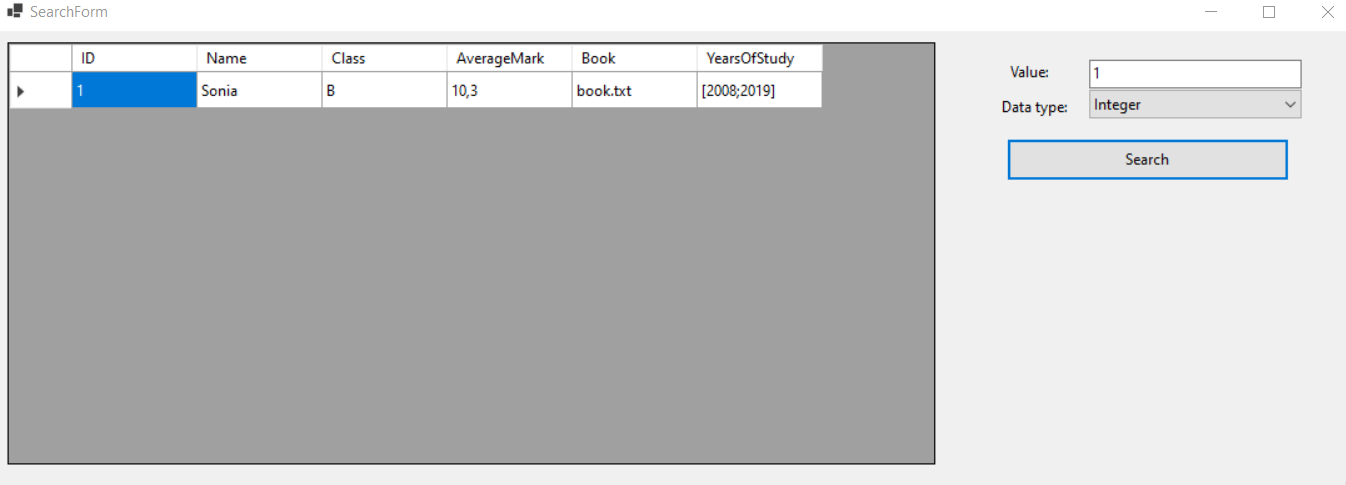 SearchForm
ID Name Class AverageMark Book YearsOfStudy
1 Sonia B 10,3 book.txt [2008;2019]
Value: 1
Data type: Integer
Search